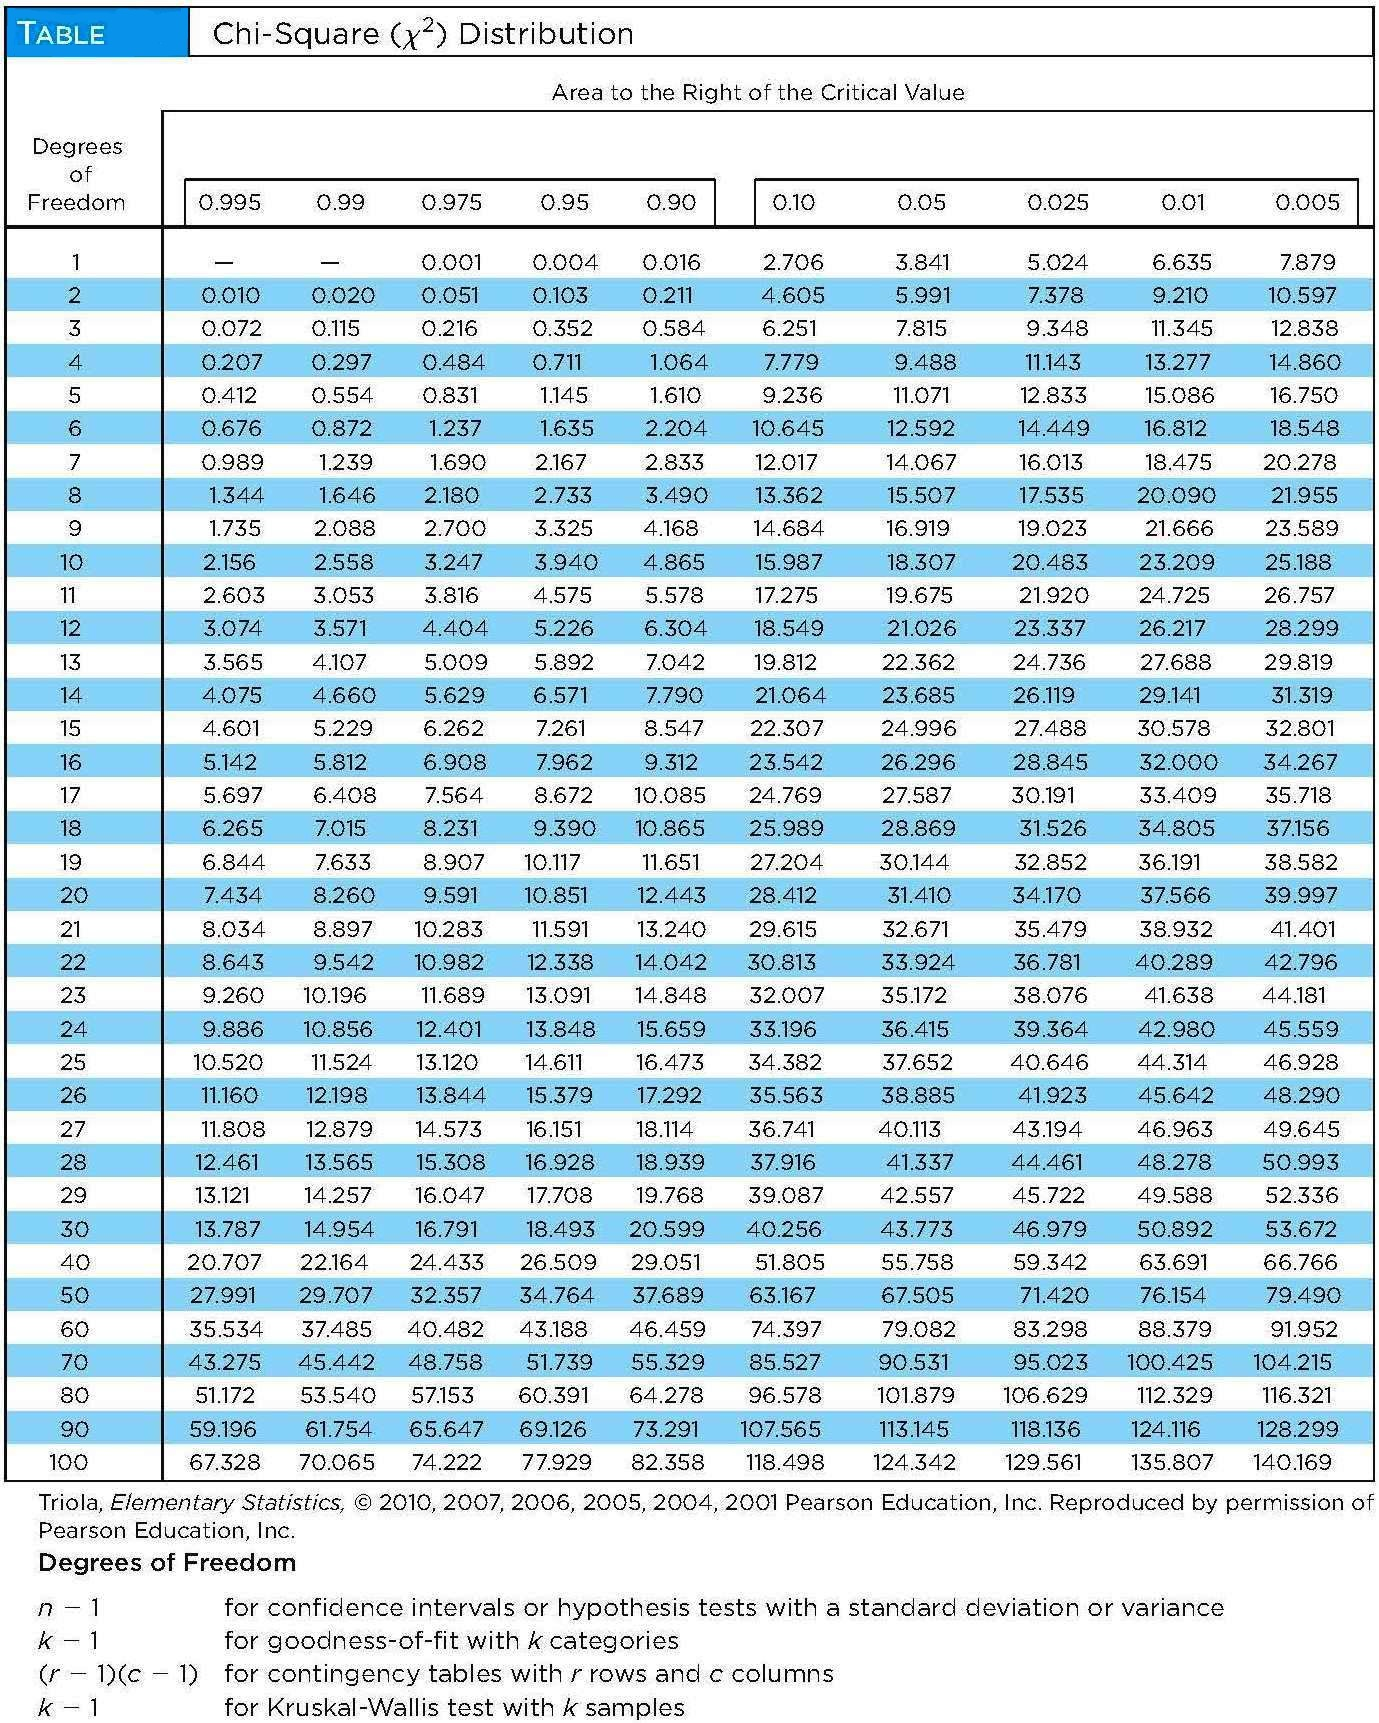 TABLE Chi-Square (χ²) Distribution
Area to the Right of the Critical Value
Degrees
of
Freedom 0.995 0.99 0.975 0.95 0.90 0.10 0.05 0.025 0.01 0.005
1 — — 0.001 0.004 0.016 2.706 3.841 5.024 6.635 7.879
2 0.010 0.020 0.051 0.103 0.211 4.605 5.991 7.378 9.210 10.597
3 0.072 0.115 0.216 0.352 0.584 6.251 7.815 9.348 11.345 12.838
4 0.207 0.297 0.484 0.711 1.064 7.779 9.488 11.143 13.277 14.860
5 0.412 0.554 0.831 1.145 1.610 9.236 11.071 12.833 15.086 16.750
6 0.676 0.872 1.237 1.635 2.204 10.645 12.592 14.449 16.812 18.548
7 0.989 1.239 1.690 2.167 2.833 12.017 14.067 16.013 18.475 20.278
8 1.344 1.646 2.180 2.733 3.490 13.362 15.507 17.535 20.090 21.955
9 1.735 2.088 2.700 3.325 4.168 14.684 16.919 19.023 21.666 23.589
10 2.156 2.558 3.247 3.940 4.865 15.987 18.307 20.483 23.209 25.188
11 2.603 3.053 3.816 4.575 5.578 17.275 19.675 21.920 24.725 26.757
12 3.074 3.571 4.404 5.226 6.304 18.549 21.026 23.337 26.217 28.299
13 3.565 4.107 5.009 5.892 7.042 19.812 22.362 24.736 27.688 29.819
14 4.075 4.660 5.629 6.571 7.790 21.064 23.685 26.119 29.141 31.319
15 4.601 5.229 6.262 7.261 8.547 22.307 24.996 27.488 30.578 32.801
16 5.142 5.812 6.908 7.962 9.312 23.542 26.296 28.845 32.000 34.267
17 5.697 6.408 7.564 8.672 10.085 24.769 27.587 30.191 33.409 35.718
18 6.265 7.015 8.231 9.390 10.865 25.989 28.869 31.526 34.805 37.156
19 6.844 7.633 8.907 10.117 11.651 27.204 30.144 32.852 36.191 38.582
20 7.434 8.260 9.591 10.851 12.443 28.412 31.410 34.170 37.566 39.997
21 8.034 8.897 10.283 11.591 13.240 29.615 32.671 35.479 38.932 41.401
22 8.643 9.542 10.982 12.338 14.042 30.813 33.924 36.781 40.289 42.796
23 9.260 10.196 11.689 13.091 14.848 32.007 35.172 38.076 41.638 44.181
24 9.886 10.856 12.401 13.848 15.659 33.196 36.415 39.364 42.980 45.559
25 10.520 11.524 13.120 14.611 16.473 34.382 37.652 40.646 44.314 46.928
26 11.160 12.198 13.844 15.379 17.292 35.563 38.885 41.923 45.642 48.290
27 11.808 12.879 14.573 16.151 18.114 36.741 40.113 43.194 46.963 49.645
28 12.461 13.565 15.308 16.928 18.939 37.916 41.337 44.461 48.278 50.993
29 13.121 14.257 16.047 17.708 19.768 39.087 42.557 45.722 49.588 52.336
30 13.787 14.954 16.791 18.493 20.599 40.256 43.773 46.979 50.892 53.672
40 20.707 22.164 24.433 26.509 29.051 51.805 55.758 59.342 63.691 66.766
50 27.991 29.707 32.357 34.764 37.689 63.167 67.505 71.420 76.154 79.490
60 35.534 37.485 40.482 43.188 46.459 74.397 79.082 83.298 88.379 91.952
70 43.275 45.442 48.758 51.739 55.329 85.527 90.531 95.023 100.425 104.215
80 51.172 53.540 57.153 60.391 64.278 96.578 101.879 106.629 112.329 116.321
90 59.196 61.754 65.647 69.126 73.291 107.565 113.145 118.136 124.116 128.299
100 67.328 70.065 74.222 77.929 82.358 118.498 124.342 129.561 135.807 140.169
Triola, Elementary Statistics, © 2010, 2007, 2006, 2005, 2004, 2001 Pearson Education, Inc. Reproduced by permission of
Pearson Education, Inc.
Degrees of Freedom
n − 1 for confidence intervals or hypothesis tests with a standard deviation or variance
k − 1 for goodness-of-fit with k categories
(r − 1)(c − 1) for contingency tables with r rows and c columns
k − 1 for Kruskal-Wallis test with k samples